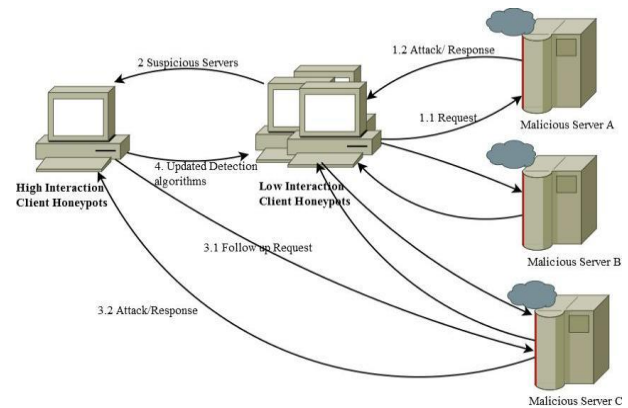 1.2 Attack/ Response
2 Suspicious Servers
1.1 Request
Malicious Server A
4. Updated Detection
algorithms
High Interaction
Client Honeypots
Low Interaction
Client Honeypots
3.1 Follow up Request
Malicious Server B
3.2 Attack/Response
Malicious Server C